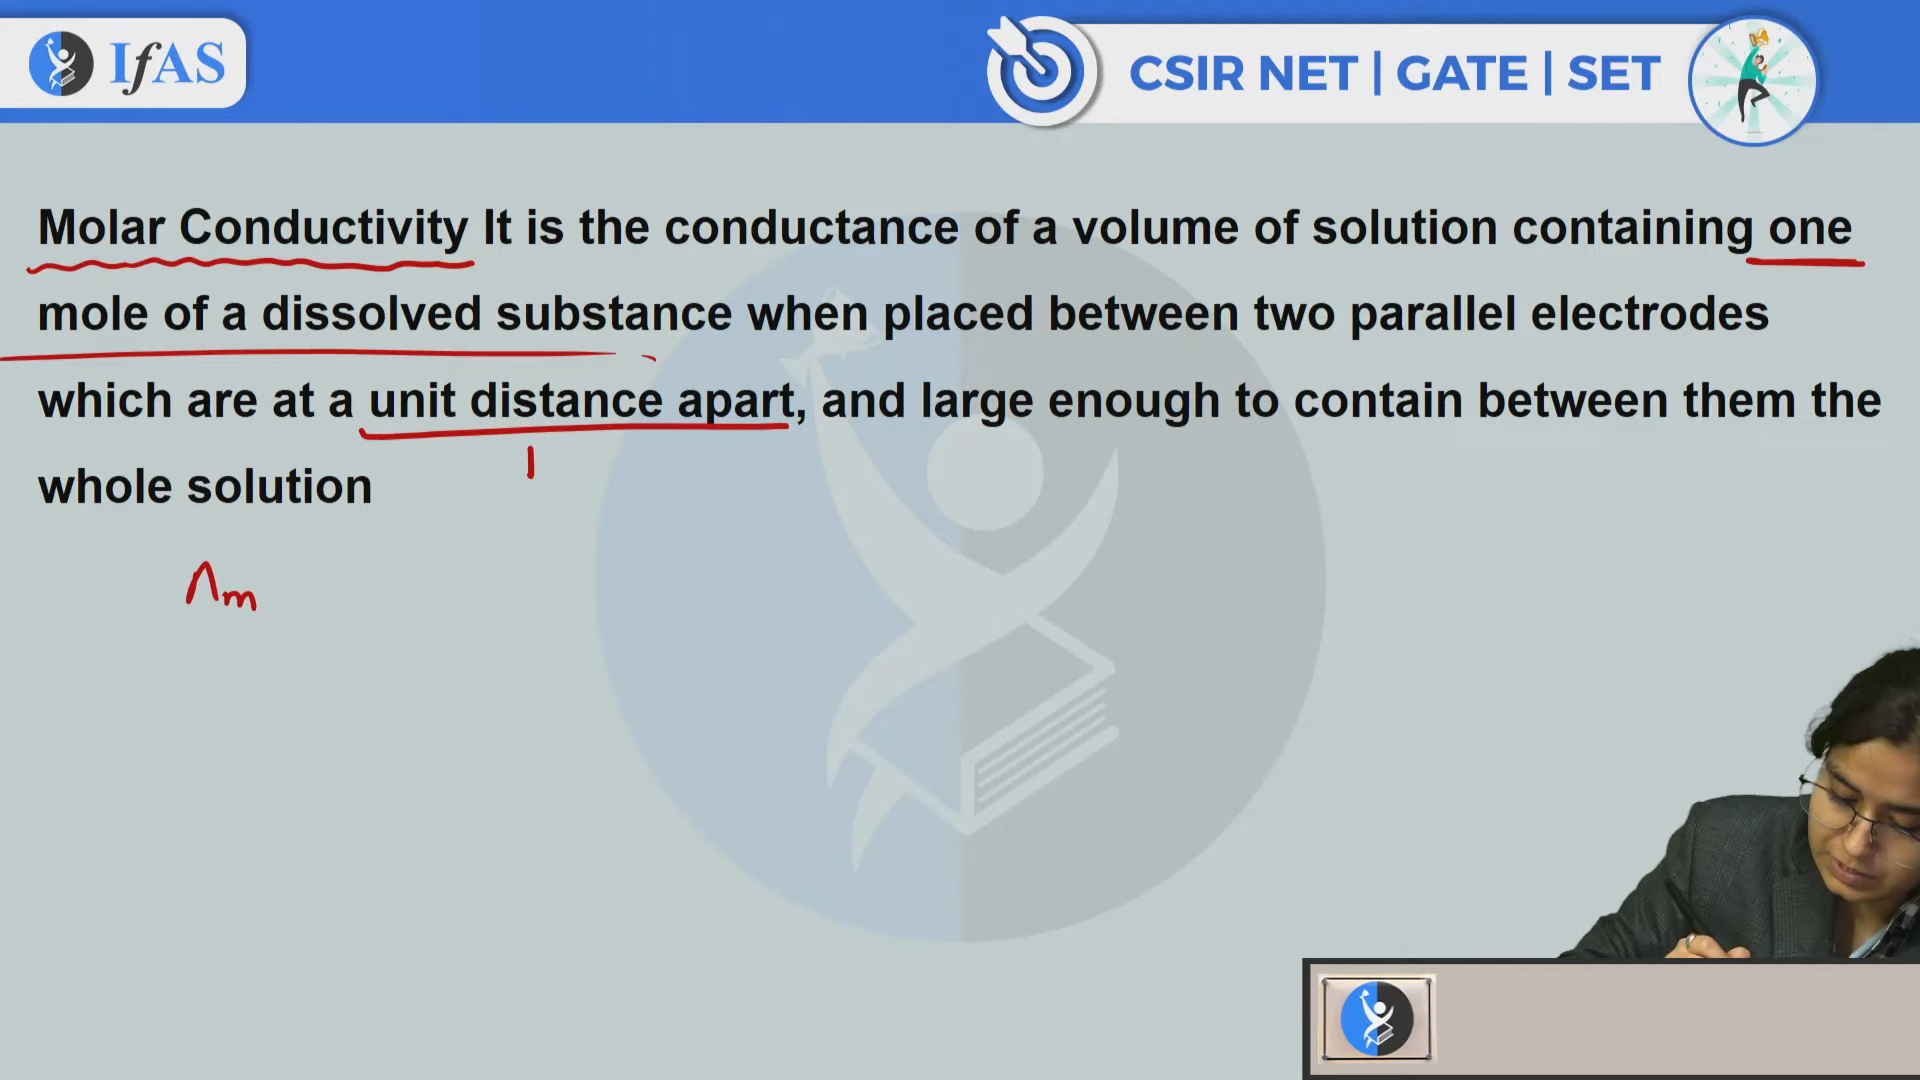 IfAS
CSIR NET | GATE | SET
Molar Conductivity It is the conductance of a volume of solution containing one
mole of a dissolved substance when placed between two parallel electrodes
which are at a unit distance apart, and large enough to contain between them the
whole solution
1
Λm